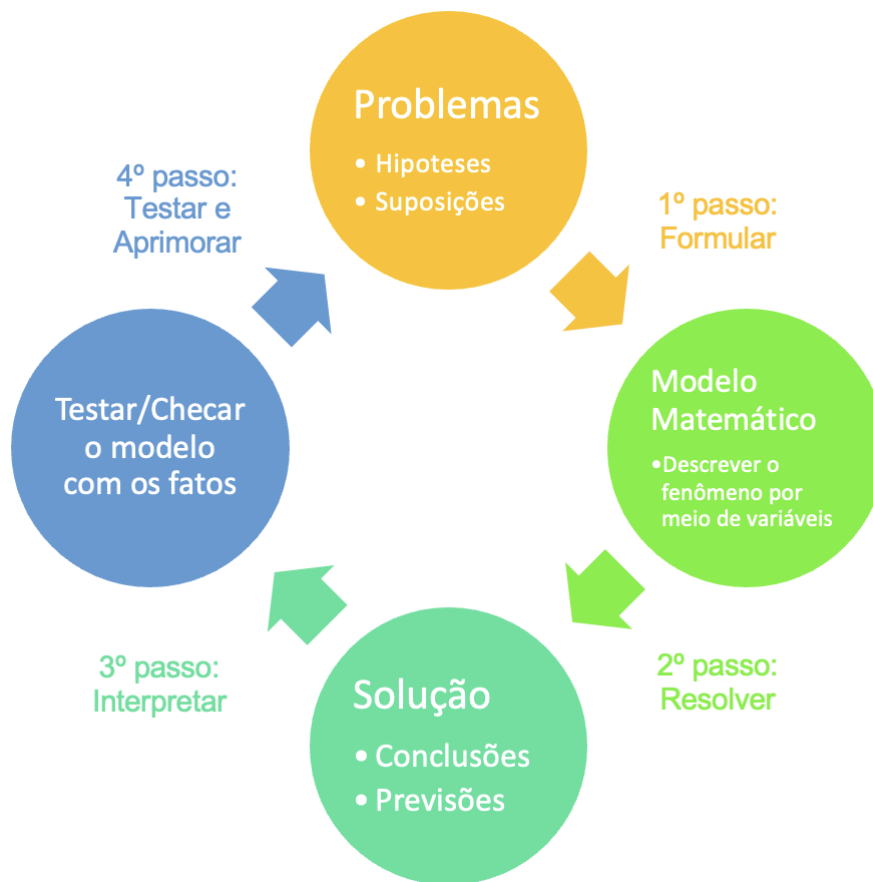 Problemas
• Hipoteses
• Suposições
1º passo:
Formular
Modelo
Matemático
•Descrever o
fenômeno por
meio de variáveis
2º passo:
Resolver
Solução
• Conclusões
• Previsões
3º passo:
Interpretar
Testar/Checar
o modelo
com os fatos
4º passo:
Testar e
Aprimorar